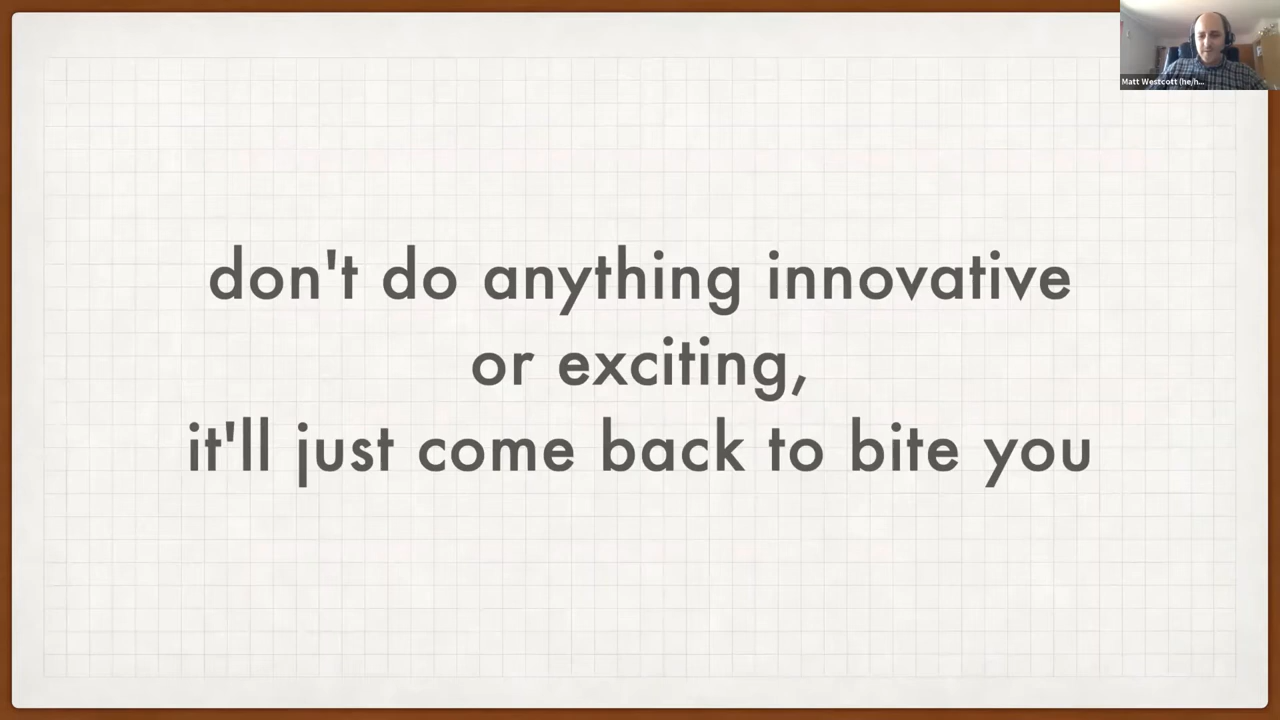 Matt Westcott (he/h...
don't do anything innovative
or exciting,
it'll just come back to bite you